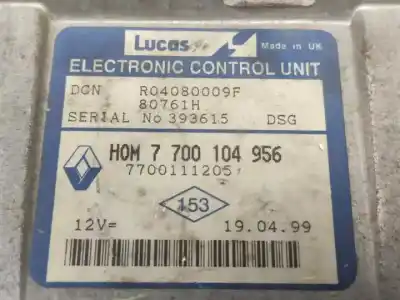 Lucas Made in UK
ELECTRONIC CONTROL UNIT
DCN R04080009F
80761H
SERIAL No 393615 DSG
HOM 7 700 104 956
7700111205
153
12V= 19.04.99